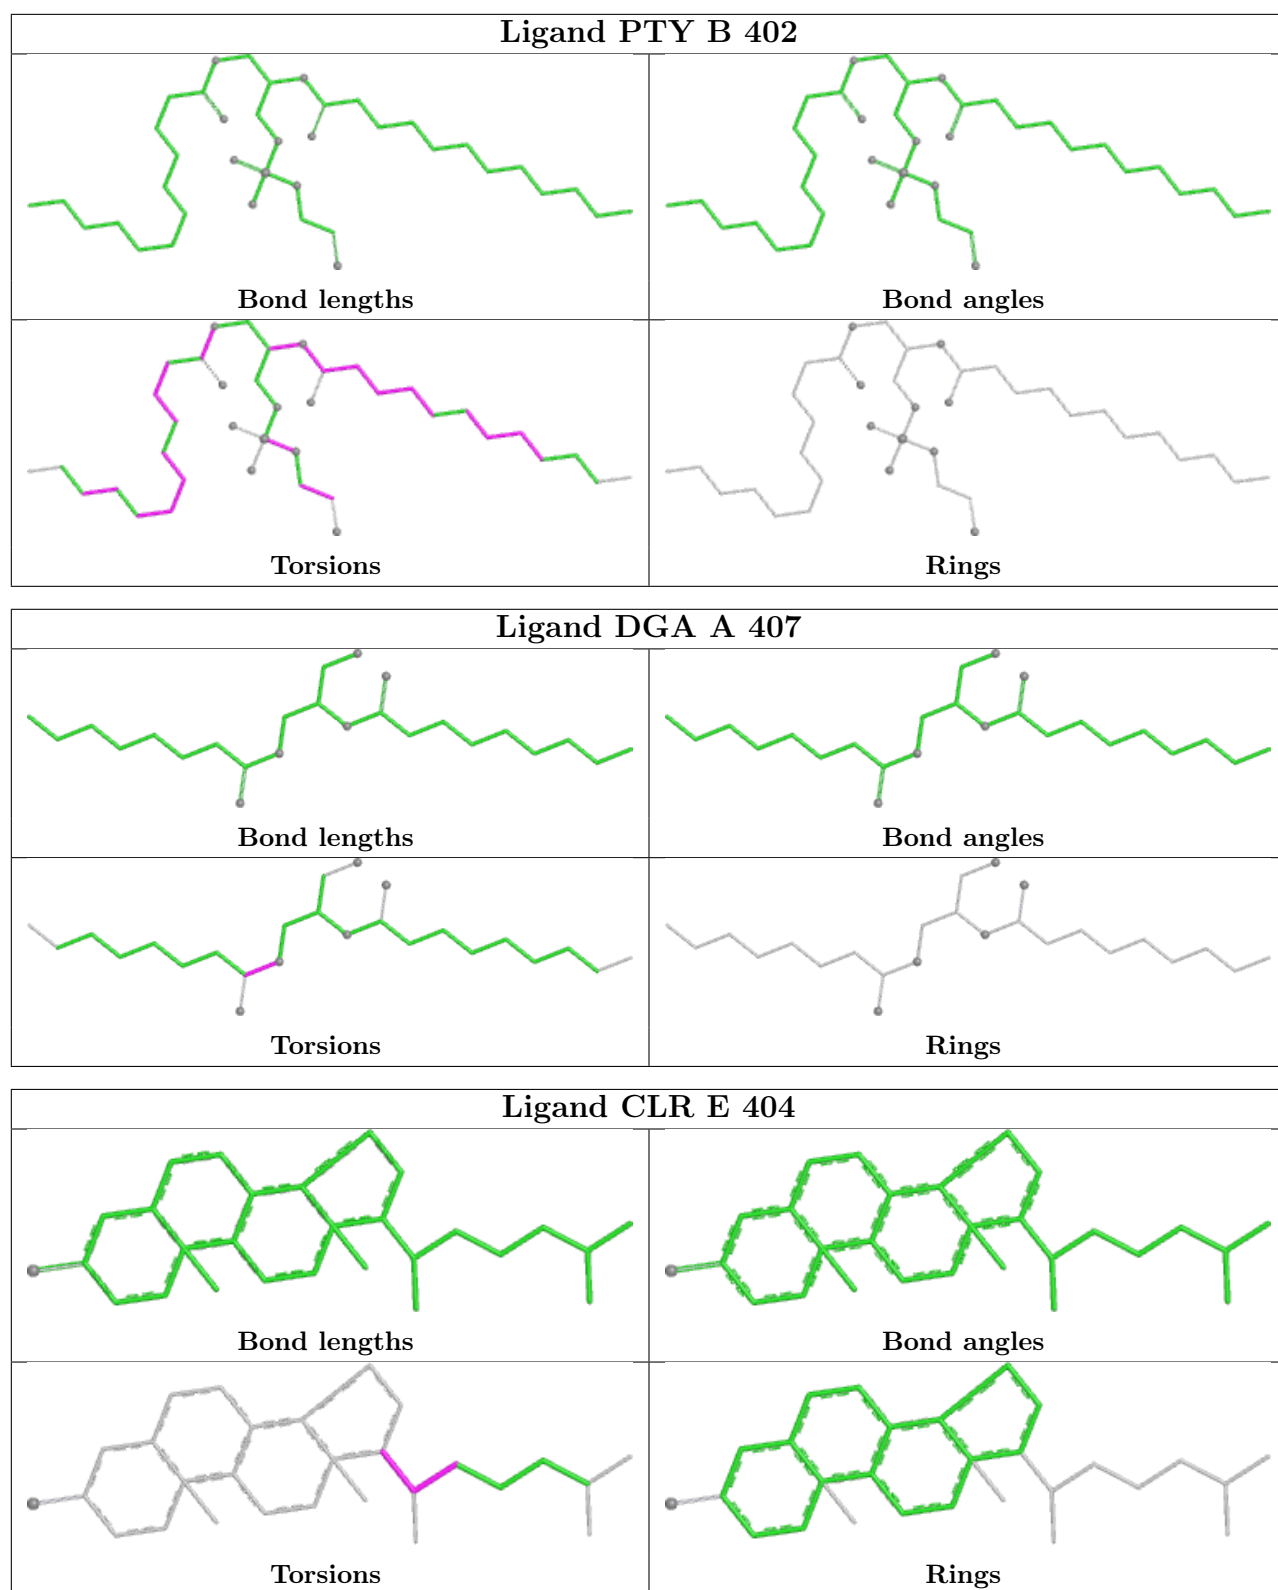 Ligand PTY B 402
Bond lengths
Bond angles
Torsions
Rings
Ligand DGA A 407
Bond lengths
Bond angles
Torsions
Rings
Ligand CLR E 404
Bond lengths
Bond angles
Torsions
Rings